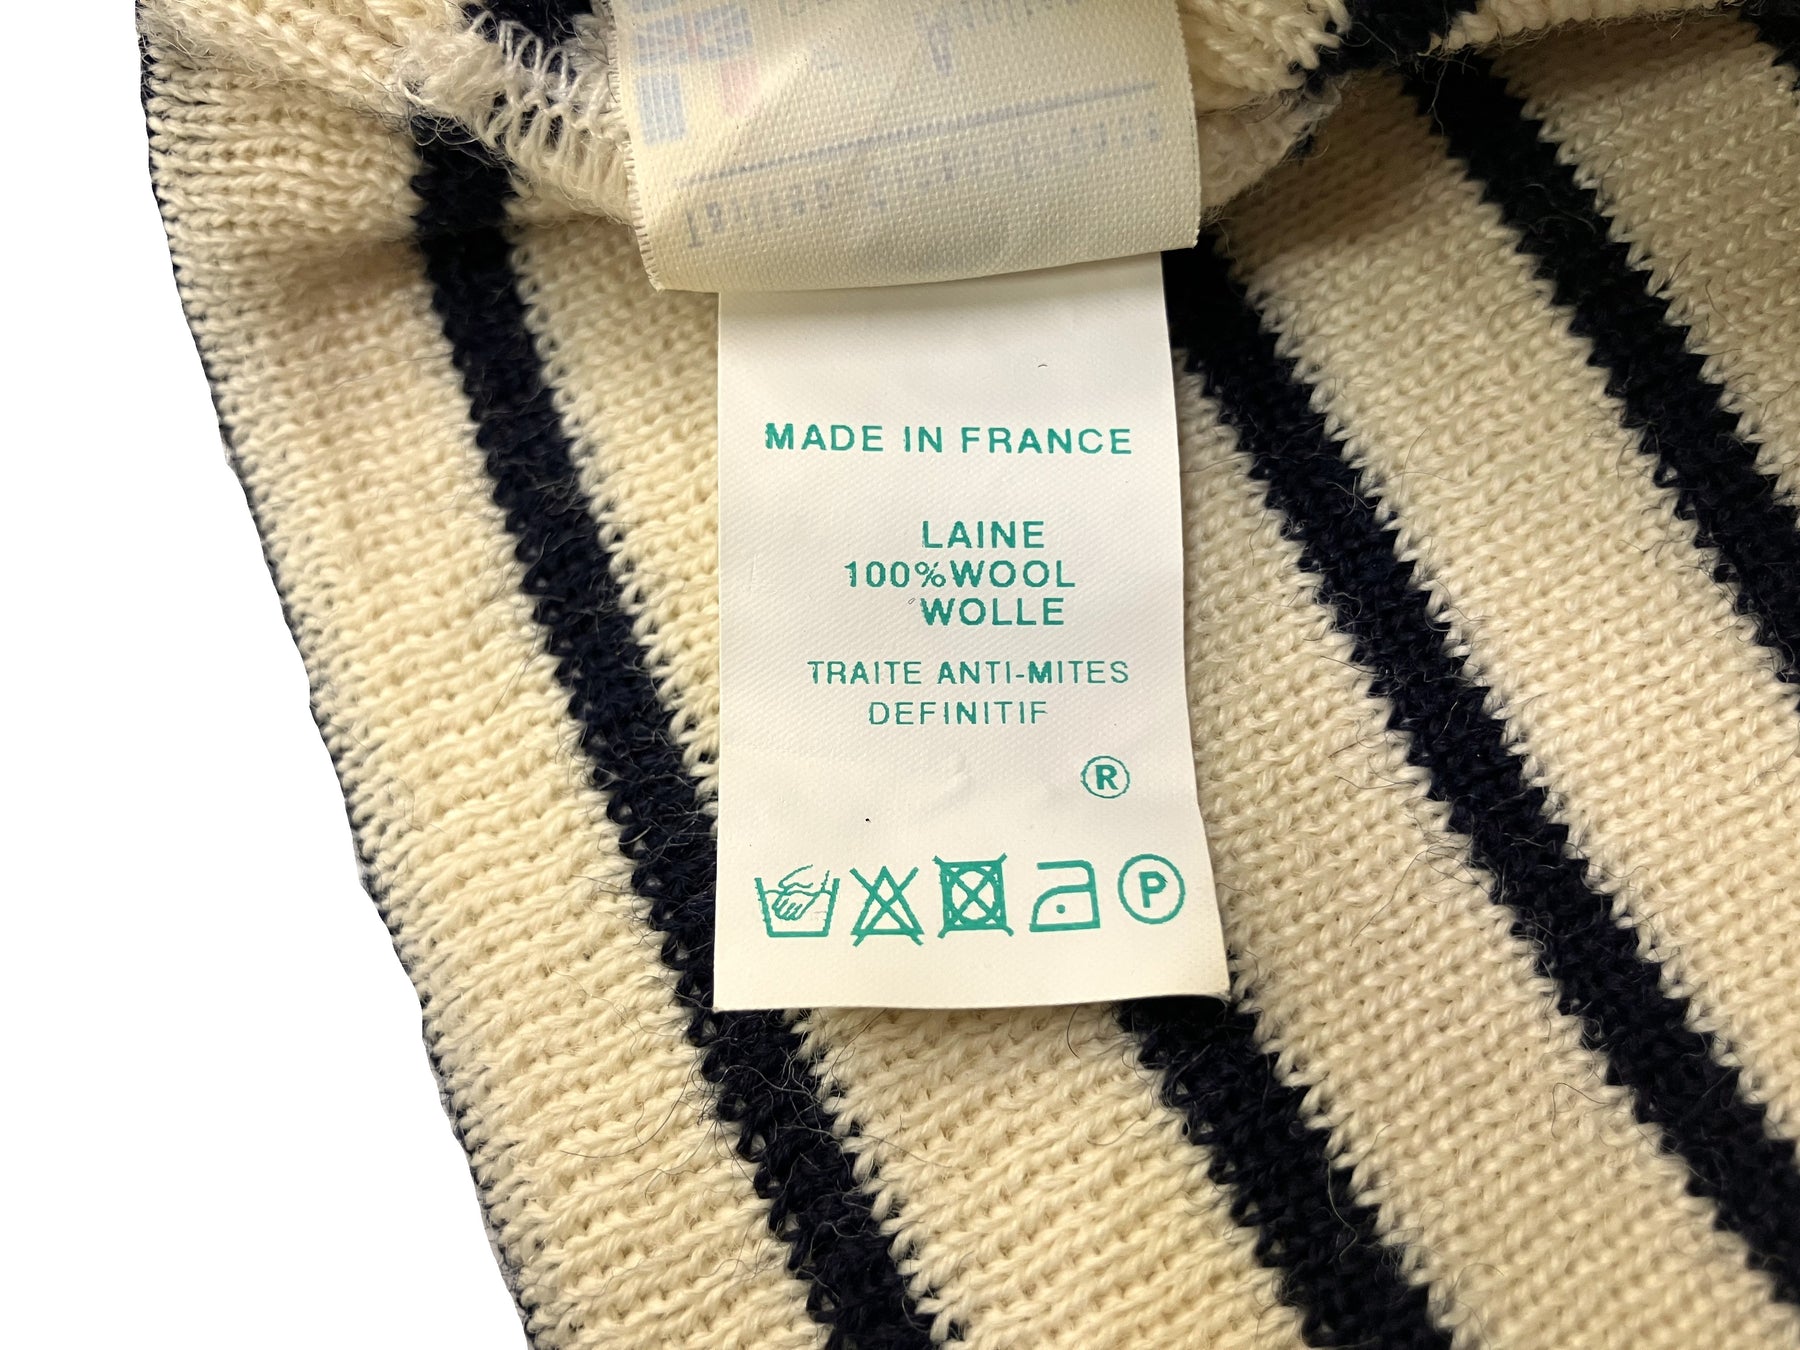 MADE IN FRANCE
LAINE
100%WOOL
WOLLE
TRAITE ANTI-MITES
DEFINITIF
®
P